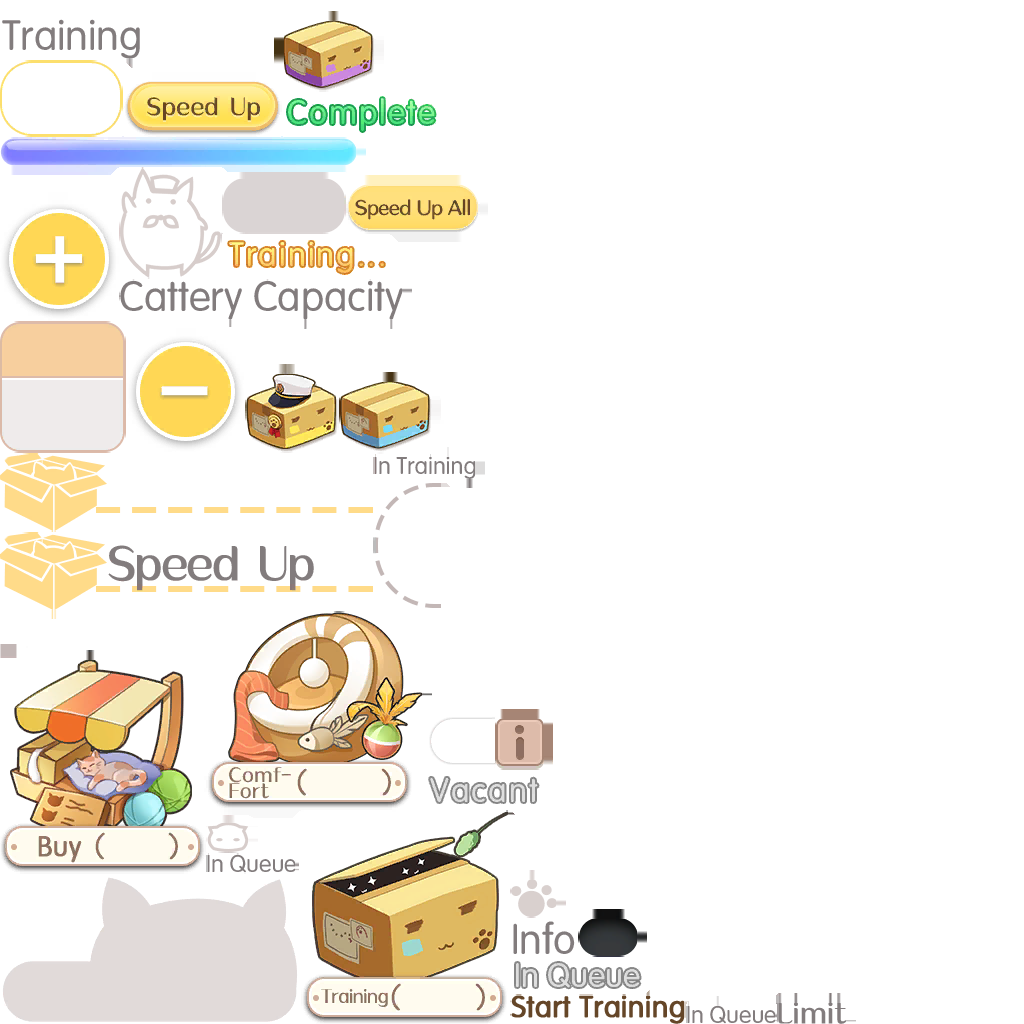 Training
Speed Up
Complete
Speed Up All
Training...
Cattery Capacity
In Training
Speed Up
Comf-
Fort ( )
Vacant
Buy ( )
In Queue
Info
In Queue
Training ( )
Start Training
In Queue
Limit